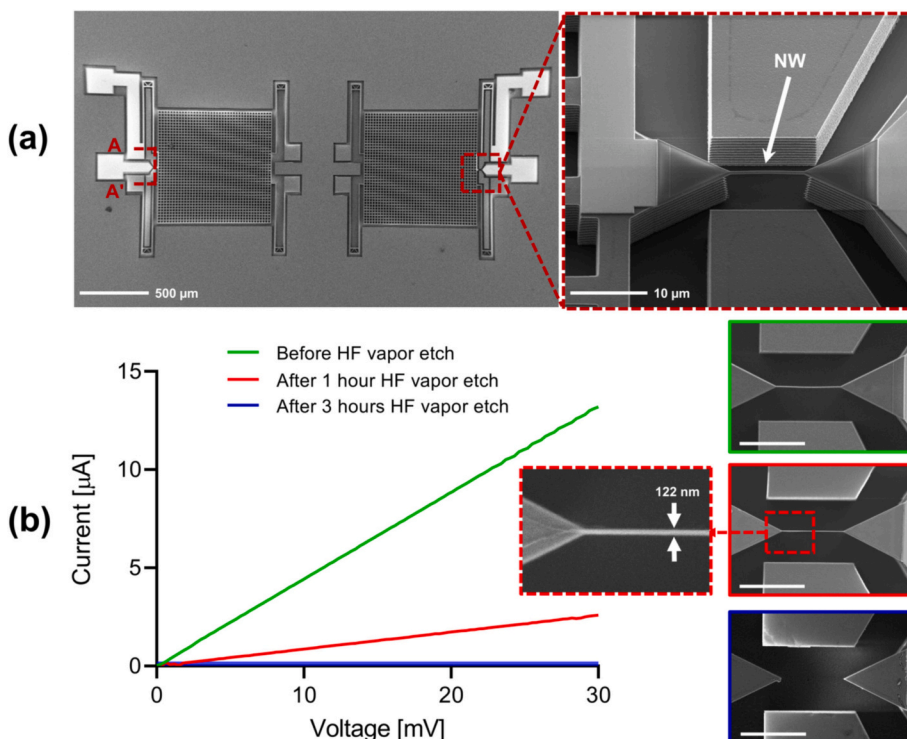 (a)
A
A'
500 µm
NW
10 µm
(b)
Before HF vapor etch
After 1 hour HF vapor etch
After 3 hours HF vapor etch
Current [µA]
15
10
5
0
0
10
20
30
Voltage [mV]
122 nm